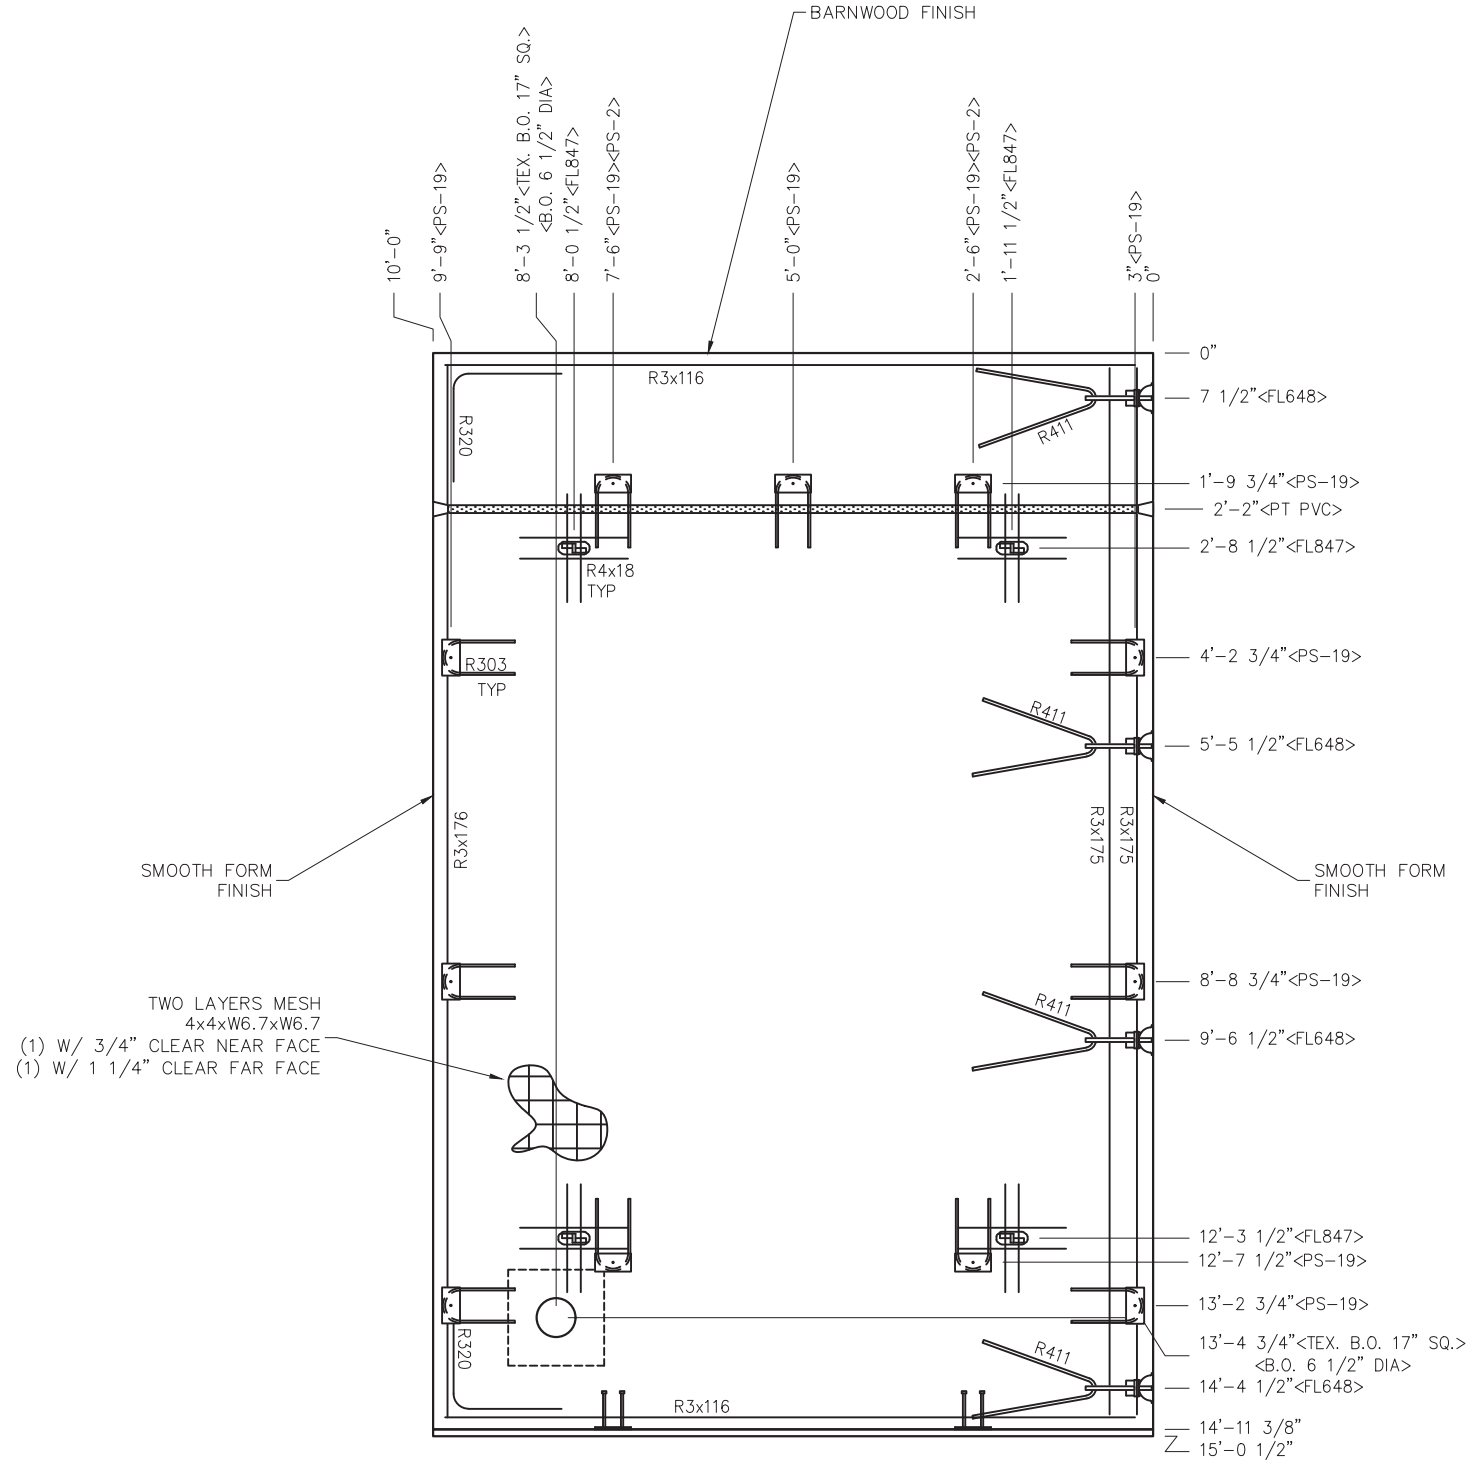 BARNWOOD FINISH
10'-0"
9'-9"<PS-19>
8'-3 1/2"<TEX. B.O. 17" SQ.>
<B.O. 6 1/2" DIA>
8'-0 1/2"<FL847>
7'-6"<PS-19><PS-2>
5'-0"<PS-19>
2'-6"<PS-19><PS-2>
1'-11 1/2"<FL847>
3"<PS-19>
0"
0"
R3x116
7 1/2"<FL648>
R320
R411
1'-9 3/4"<PS-19>
2'-2"<PT PVC>
2'-8 1/2"<FL847>
R4x18
TYP
4'-2 3/4"<PS-19>
R303
TYP
R411
5'-5 1/2"<FL648>
R3x176
R3x175
R3x175
SMOOTH FORM
FINISH
SMOOTH FORM
FINISH
8'-8 3/4"<PS-19>
TWO LAYERS MESH
4x4xW6.7xW6.7
(1) W/ 3/4" CLEAR NEAR FACE
(1) W/ 1 1/4" CLEAR FAR FACE
R411
9'-6 1/2"<FL648>
12'-3 1/2"<FL847>
12'-7 1/2"<PS-19>
13'-2 3/4"<PS-19>
13'-4 3/4"<TEX. B.O. 17" SQ.>
<B.O. 6 1/2" DIA>
R320
R411
14'-4 1/2"<FL648>
R3x116
14'-11 3/8"
15'-0 1/2"